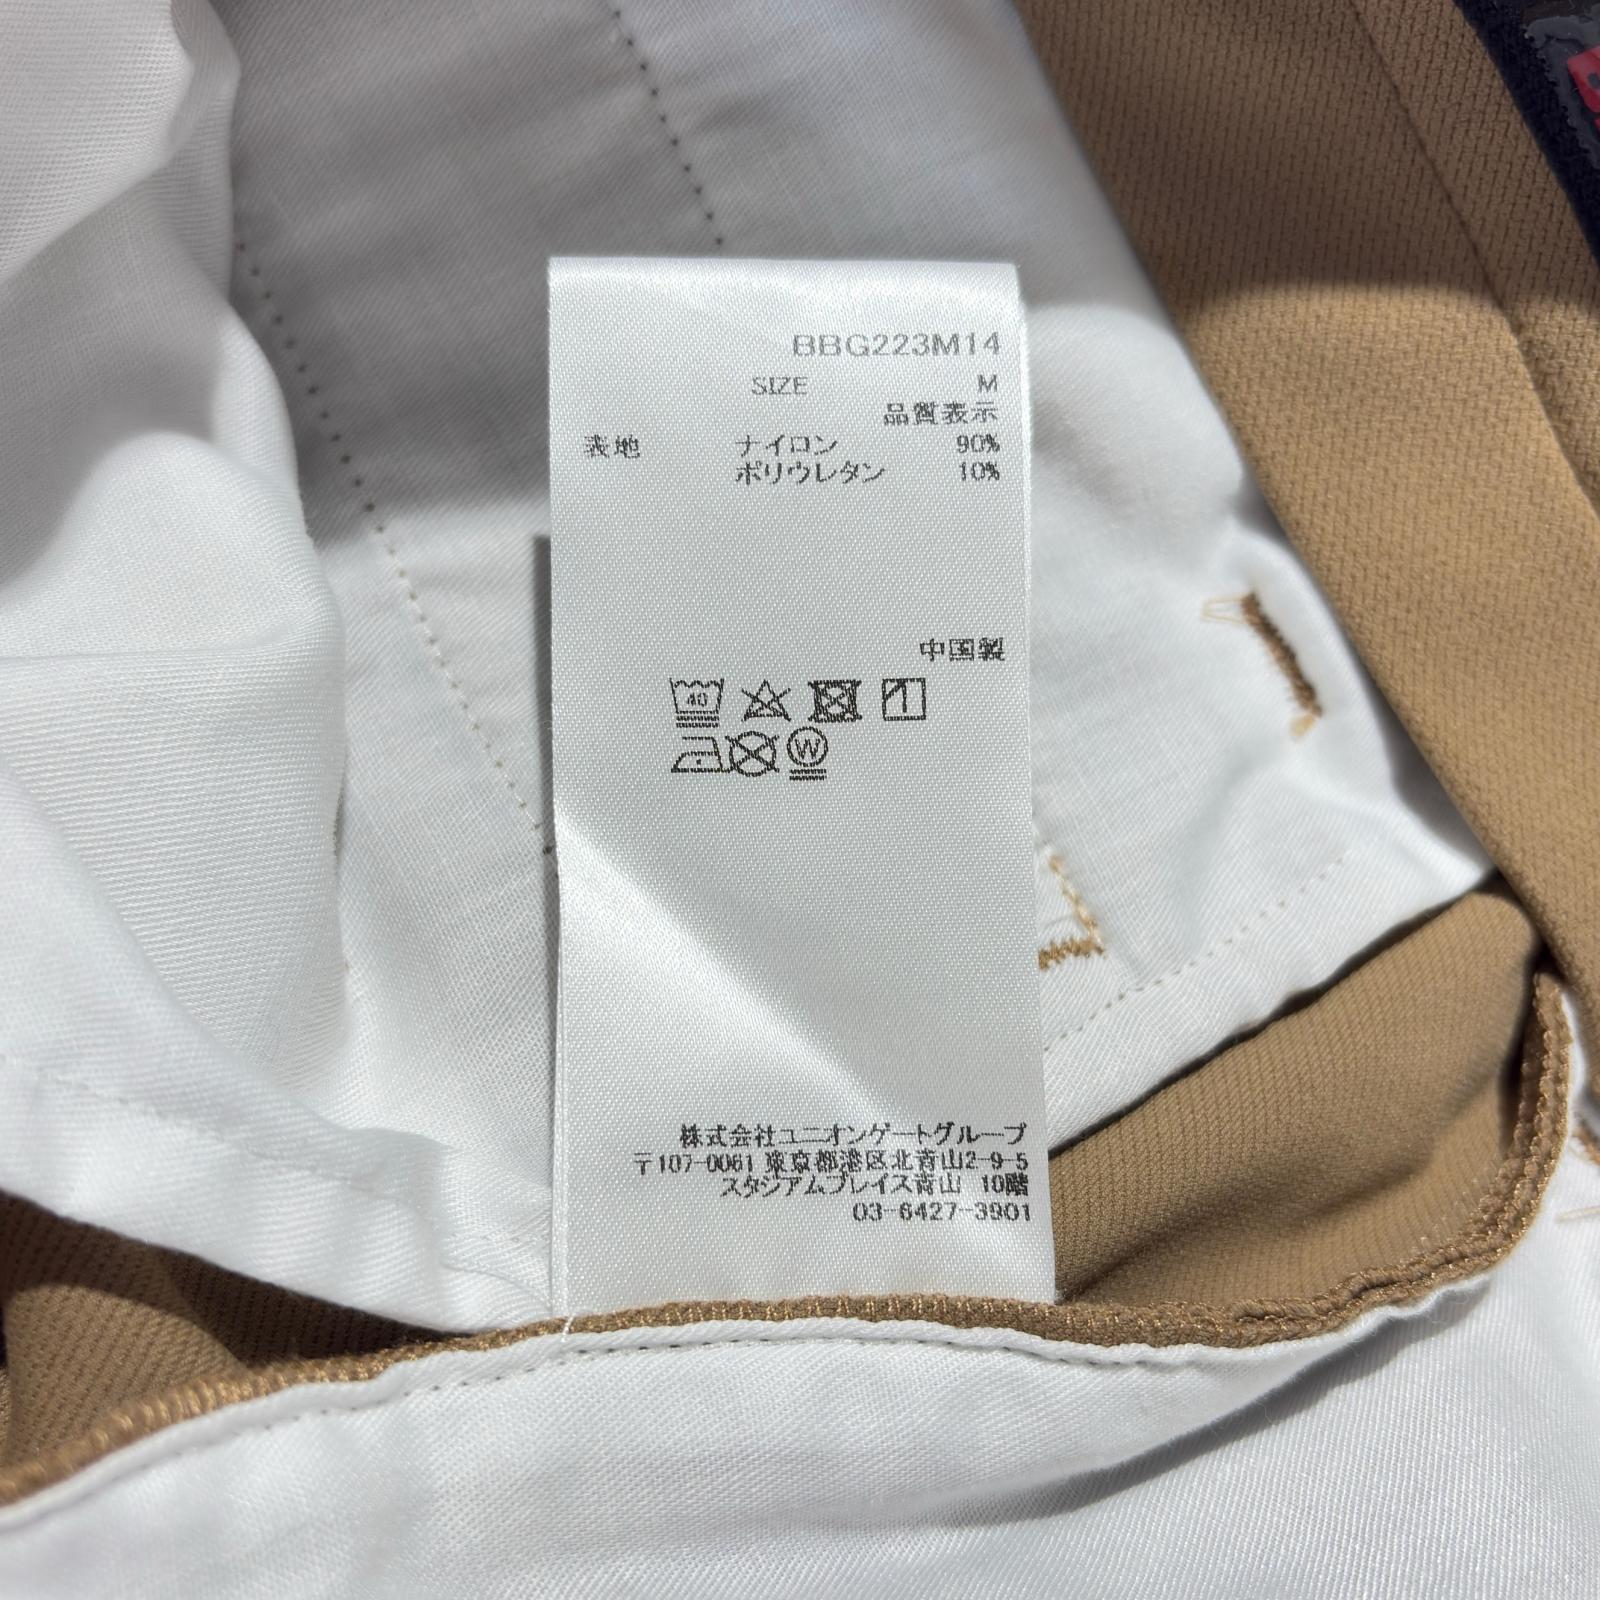 BBG223M14
SIZE M
品質表示
表地 ナイロン 90%
ポリウレタン 10%
中国製
40
W
株式会社ユニオンゲートグループ
〒107-0061 東京都港区北青山2-9-5
スタジアムプレイス青山 10階
03-6427-3901